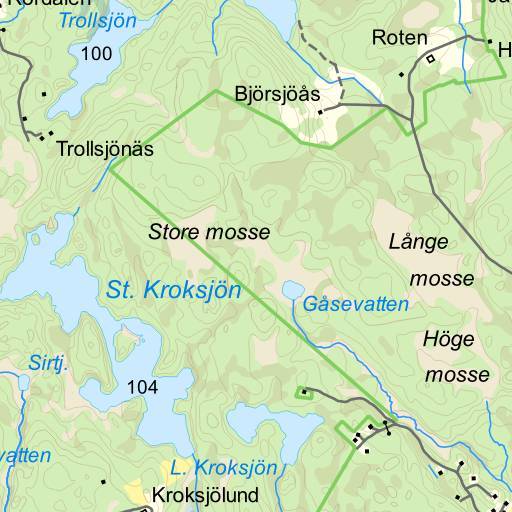 Trollsjön
100
Roten
H
Björsjöås
Trollsjönäs
Store mosse
Långe
mosse
St. Kroksjön
Gåsevatten
Höge
mosse
Sirtj.
104
vatten
L. Kroksjön
Kroksjölund